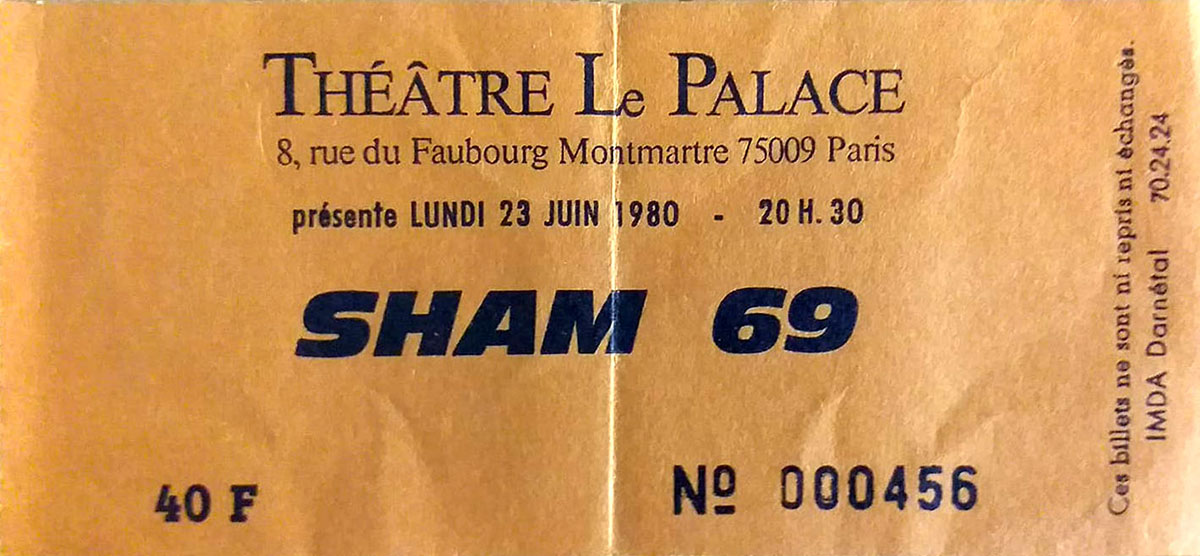 THÉÂTRE Le PALACE
8, rue du Faubourg Montmartre 75009 Paris
présente LUNDI 23 JUIN 1980 - 20 H. 30
SHAM 69
40 F
Nº 000456
Ces billets ne sont ni repris ni échangés.
IMDA Darnétal 70.24.24